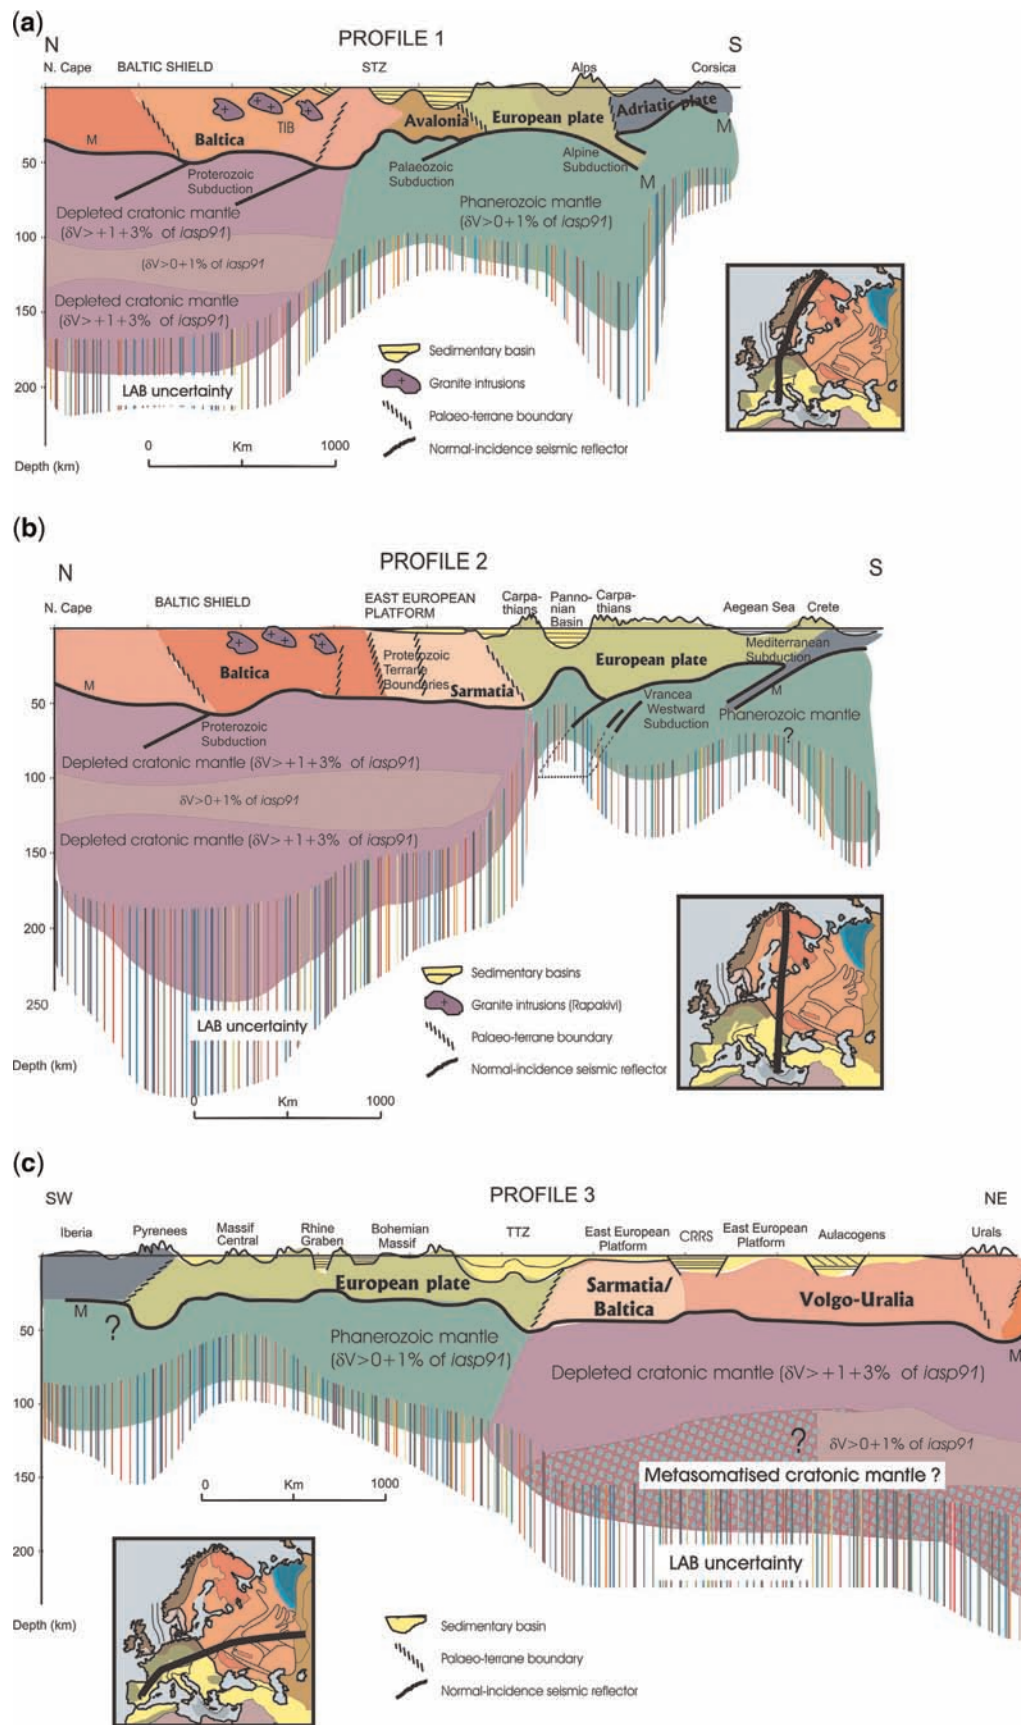 (a)
PROFILE 1
N
S
N. Cape
BALTIC SHIELD
STZ
Alps
Corsica
TIB
Avalonia
European plate
Adriatic plate
M
Baltica
M
50
Proterozoic
Subduction
Palaeozoic
Subduction
Alpine
Subduction
M
Depleted cratonic mantle
(δV>+1+3% of iasp91)
Phanerozoic mantle
(δV>0+1% of iasp91)
100
(δV>0+1% of iasp91
Depleted cratonic mantle
(δV>+1+3% of iasp91)
150
200
LAB uncertainty
Sedimentary basin
Granite intrusions
Palaeo-terrane boundary
Normal-incidence seismic reflector
0
Km
1000
Depth (km)
(b)
PROFILE 2
N
S
N. Cape
BALTIC SHIELD
EAST EUROPEAN
PLATFORM
Carpa-
thians
Panno-
nian
Basin
Carpa-
thians
Aegean Sea
Crete
Mediterranean
Subduction
Proterozoic
Terrane
Boundaries
European plate
M
Baltica
Sarmatia
M
50
Vrancea
Westward
Subduction
Proterozoic
Subduction
Phanerozoic mantle
?
Depleted cratonic mantle (δV>+1+3% of iasp91)
100
δV>0+1% of iasp91
Depleted cratonic mantle (δV>+1+3% of iasp91)
150
200
250
LAB uncertainty
Sedimentary basins
Granite intrusions (Rapakivi)
Palaeo-terrane boundary
Normal-incidence seismic reflector
Depth (km)
0
Km
1000
(c)
PROFILE 3
SW
NE
Iberia
Pyrenees
Massif
Central
Rhine
Graben
Bohemian
Massif
TTZ
East European
Platform
CRRS
East European
Platform
Aulacogens
Urals
European plate
Sarmatia/
Baltica
Volgo-Uralia
M
?
50
M
Phanerozoic mantle
(δV>0+1% of iasp91)
Depleted cratonic mantle (δV>+1+3% of iasp91)
100
?
δV>0+1% of iasp91
Metasomatised cratonic mantle ?
150
0
Km
1000
200
LAB uncertainty
Depth (km)
Sedimentary basin
Palaeo-terrane boundary
Normal-incidence seismic reflector